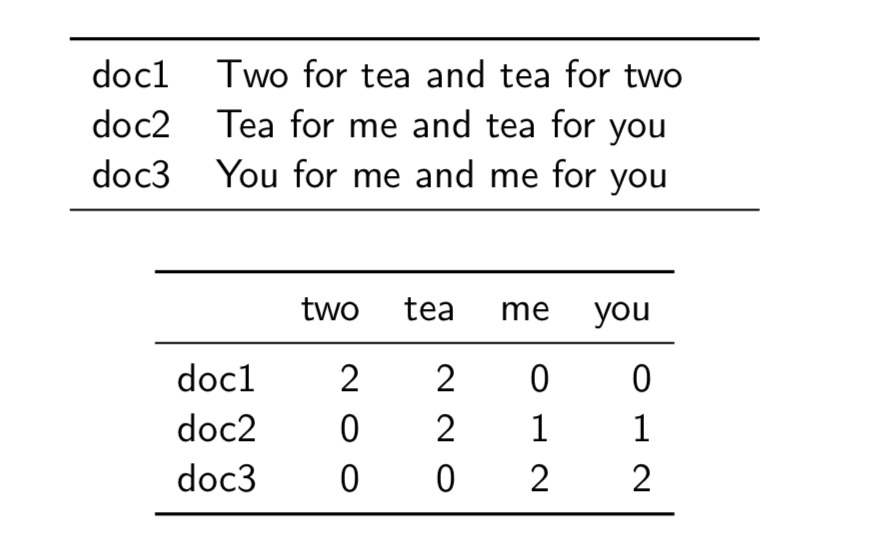 doc1 Two for tea and tea for two
doc2 Tea for me and tea for you
doc3 You for me and me for you
two tea me you
doc1 2 2 0 0
doc2 0 2 1 1
doc3 0 0 2 2